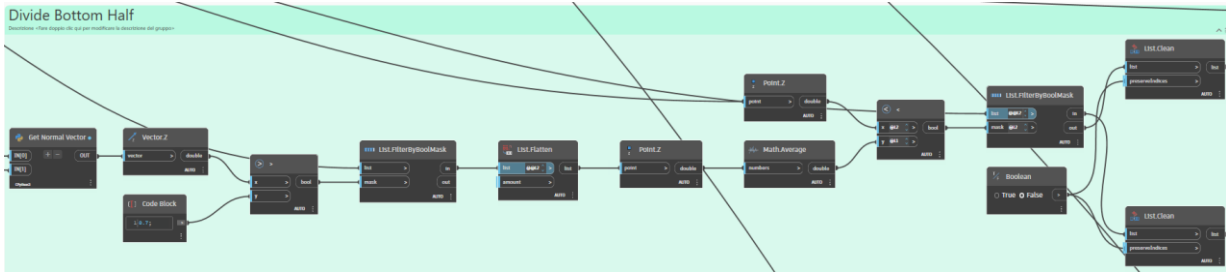 Divide Bottom Half
Descrizione <Fare doppio clic qui per modificare la descrizione del gruppo>
Get Normal Vector
IN[0]
IN[1]
OUT
Vector.Z
vector > double
AUTO
Code Block
>
x > bool
y >
AUTO
List.FilterByBoolMask
list > in
mask > out
AUTO
List.Flatten
list > list
amount >
AUTO
Point.Z
point > double
AUTO
Math.Average
numbers > double
AUTO
Point.Z
point > double
AUTO
<
x > bool
y >
AUTO
List.FilterByBoolMask
list > in
mask > out
AUTO
Boolean
True False >
List.Clean
list > list
preserveIndices >
AUTO
List.Clean
list > list
preserveIndices >
AUTO